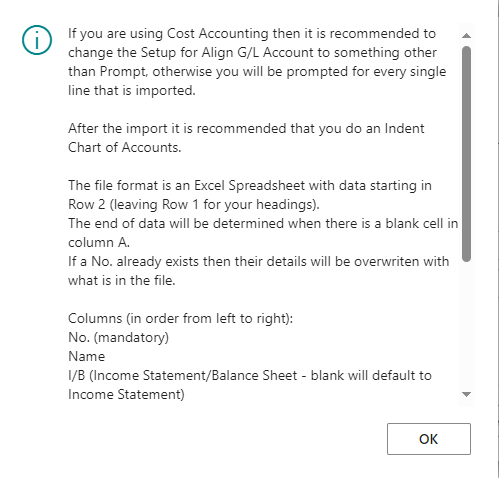 If you are using Cost Accounting then it is recommended to
change the Setup for Align G/L Account to something other
than Prompt, otherwise you will be prompted for every single
line that is imported.
After the import it is recommended that you do an Indent
Chart of Accounts.
The file format is an Excel Spreadsheet with data starting in
Row 2 (leaving Row 1 for your headings).
The end of data will be determined when there is a blank cell in
column A.
If a No. already exists then their details will be overwriten with
what is in the file.
Columns (in order from left to right):
No. (mandatory)
Name
I/B (Income Statement/Balance Sheet - blank will default to
Income Statement)
OK